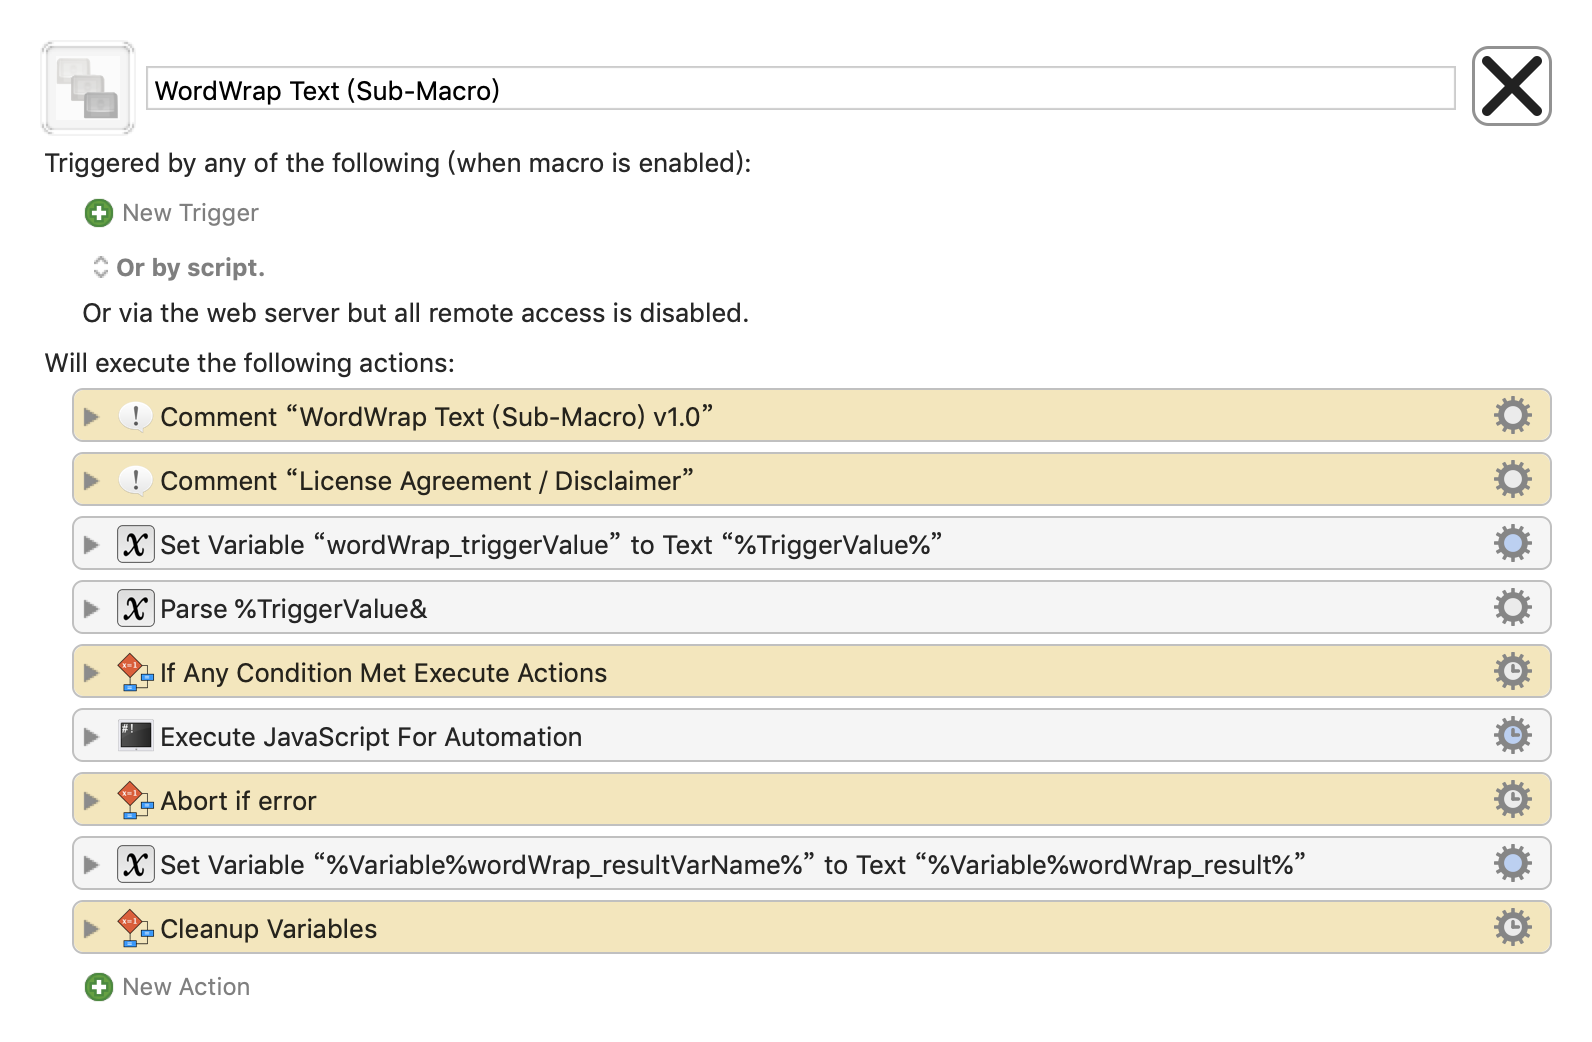 WordWrap Text (Sub-Macro)
Triggered by any of the following (when macro is enabled):
New Trigger
Or by script.
Or via the web server but all remote access is disabled.
Will execute the following actions:
Comment “WordWrap Text (Sub-Macro) v1.0”
Comment “License Agreement / Disclaimer”
Set Variable “wordWrap_triggerValue” to Text “%TriggerValue%”
Parse %TriggerValue&
If Any Condition Met Execute Actions
Execute JavaScript For Automation
Abort if error
Set Variable “%Variable%wordWrap_resultVarName%” to Text “%Variable%wordWrap_result%”
Cleanup Variables
New Action